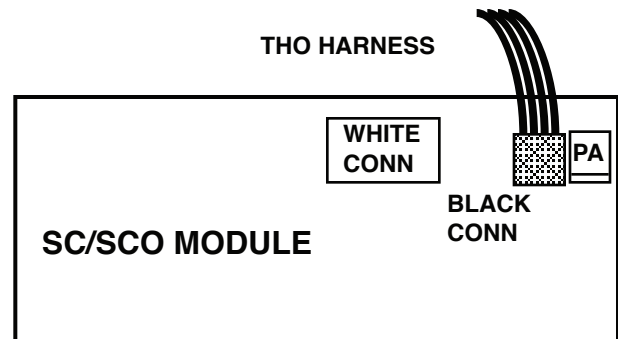 THO HARNESS
WHITE
CONN
PA
BLACK
CONN
SC/SCO MODULE